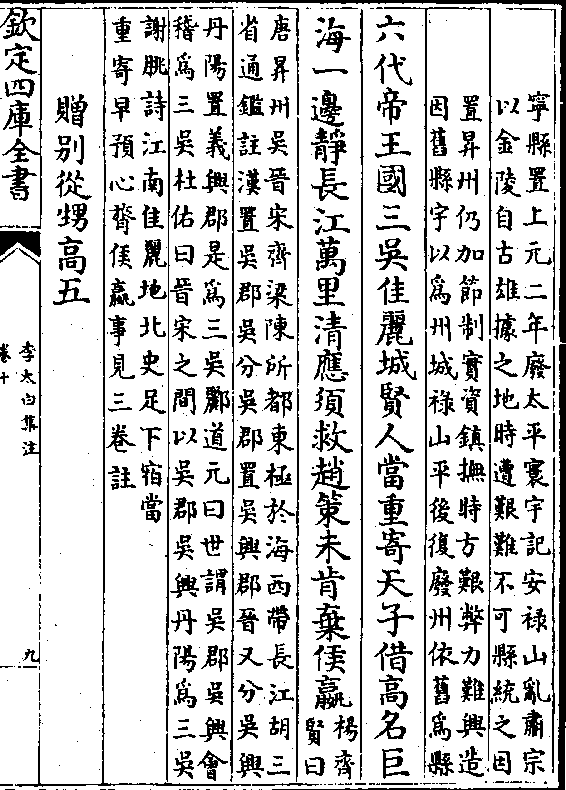 寧縣置上元二年廢太平寰宇記安禄山亂肅宗
以金陵自古雄據之地時遭艱難不可縣統之因
置昇州仍加節制實資鎮撫時方艱弊力難興造
因舊縣宇以為州城禄山平後復廢州依舊為縣
六代帝王國三吳佳麗城賢人當重寄天子借高名巨
海一邊靜長江萬里清應須救趙策未肯棄侯嬴楊齊
賢曰
唐昇州吳晉宋齊梁陳所都東極於海西帶長江胡三
省通鑑註漢置吳郡吳分吳郡置吳興郡晉又分吳興
丹陽置義興郡是為三吳酈道元曰世謂吳郡吳興會
稽為三吳杜佑曰晉宋之間以吳郡吳興丹陽為三吳
謝朓詩江南佳麗地北史足下宿當
重寄早預心膂侯嬴事見三卷註
贈別從甥高五
欽定四庫全書
李太白集注
卷十
九